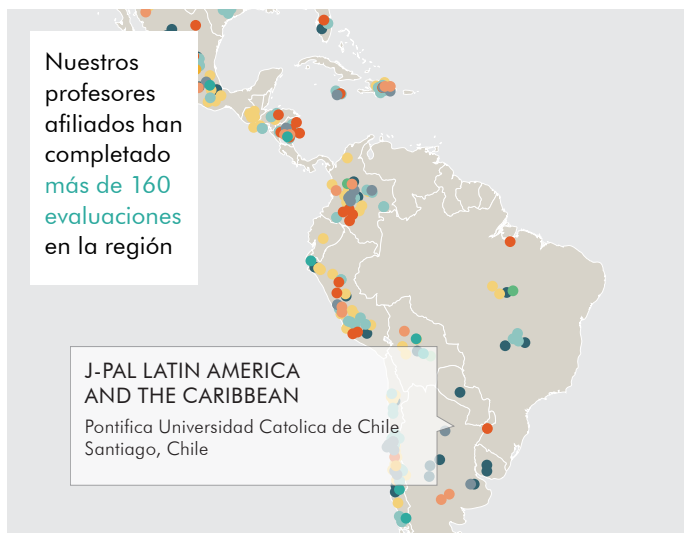 Nuestros
profesores
afiliados han
completado
más de 160
evaluaciones
en la región
J-PAL LATIN AMERICA
AND THE CARIBBEAN
Pontifica Universidad Catolica de Chile
Santiago, Chile